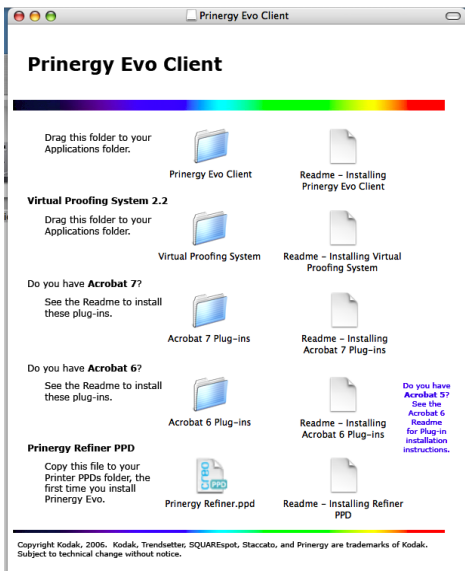 Prinergy Evo Client
Prinergy Evo Client
Drag this folder to your
Applications folder.
Prinergy Evo Client
Readme – Installing
Prinergy Evo Client
Virtual Proofing System 2.2
Drag this folder to your
Applications folder.
Virtual Proofing System
Readme – Installing Virtual
Proofing System
Do you have Acrobat 7?
See the Readme to install
these plug-ins.
Acrobat 7 Plug-ins
Readme – Installing
Acrobat 7 Plug-ins
Do you have Acrobat 6?
See the Readme to install
these plug-ins.
Acrobat 6 Plug-ins
Readme – Installing
Acrobat 6 Plug-ins
Do you have
Acrobat 5?
See the
Acrobat 6
Readme
for Plug-in
installation
instructions.
Prinergy Refiner PPD
Copy this file to your
Printer PPDs folder, the
first time you install
Prinergy Evo.
creo
PPD
Prinergy Refiner.ppd
Readme – Installing Refiner
PPD
Copyright Kodak, 2006. Kodak, Trendsetter, SQUAREspot, Staccato, and Prinergy are trademarks of Kodak.
Subject to technical change without notice.